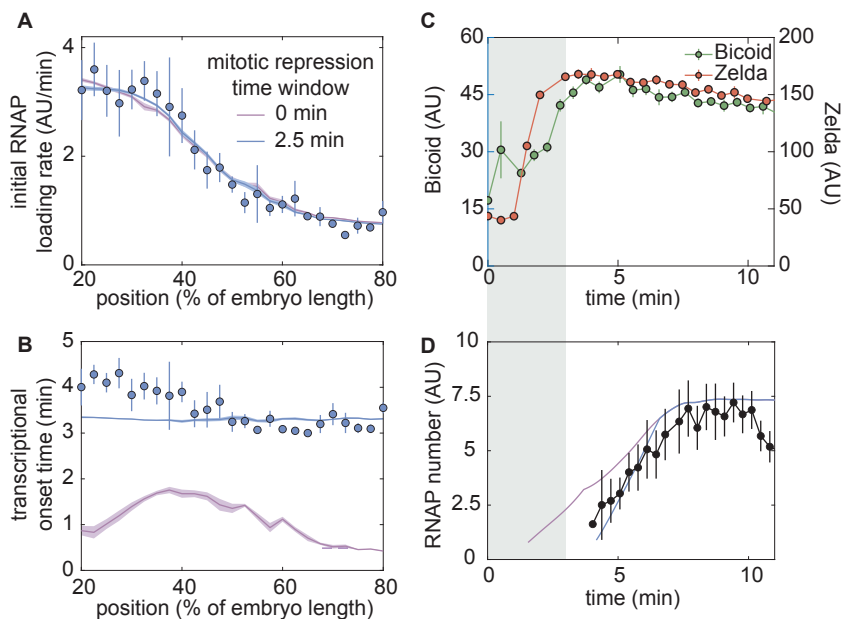 A
initial RNAP
loading rate (AU/min)
4
2
0
mitotic repression
time window
0 min
2.5 min
20 40 60 80
position (% of embryo length)
B
transcriptional
onset time (min)
5
4
3
2
1
0
20 40 60 80
position (% of embryo length)
C
Bicoid (AU)
60
45
30
15
0
Bicoid
Zelda
200
150
100
50
0
Zelda (AU)
0 5 10
time (min)
D
RNAP number (AU)
10
7.5
5
2.5
0
0 5 10
time (min)